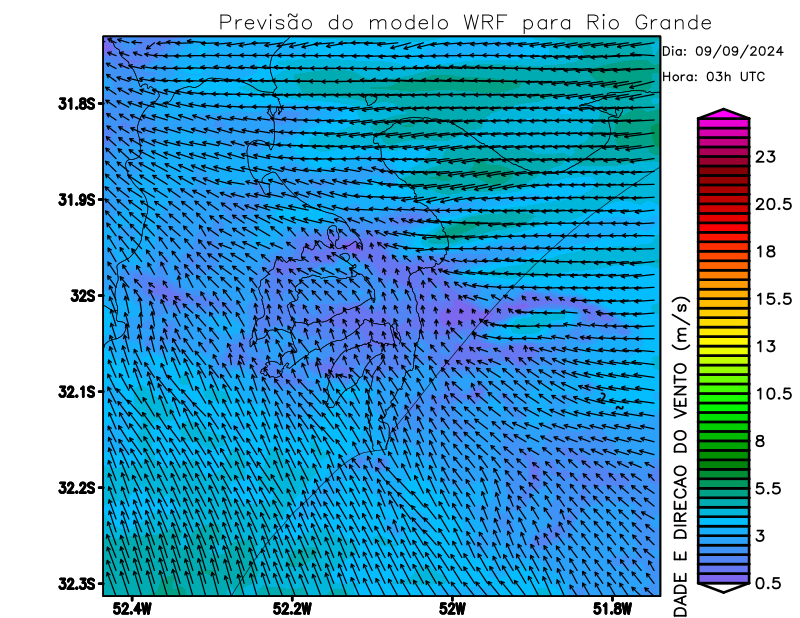 Previsão do modelo WRF para Rio Grande
Dia: 09/09/2024
Hora: 03h UTC
31.8S
31.9S
32S
32.1S
32.2S
32.3S
52.4W
52.2W
52W
51.8W
23
20.5
18
15.5
13
10.5
8
5.5
3
0.5
DADE E DIRECAO DO VENTO (m/s)